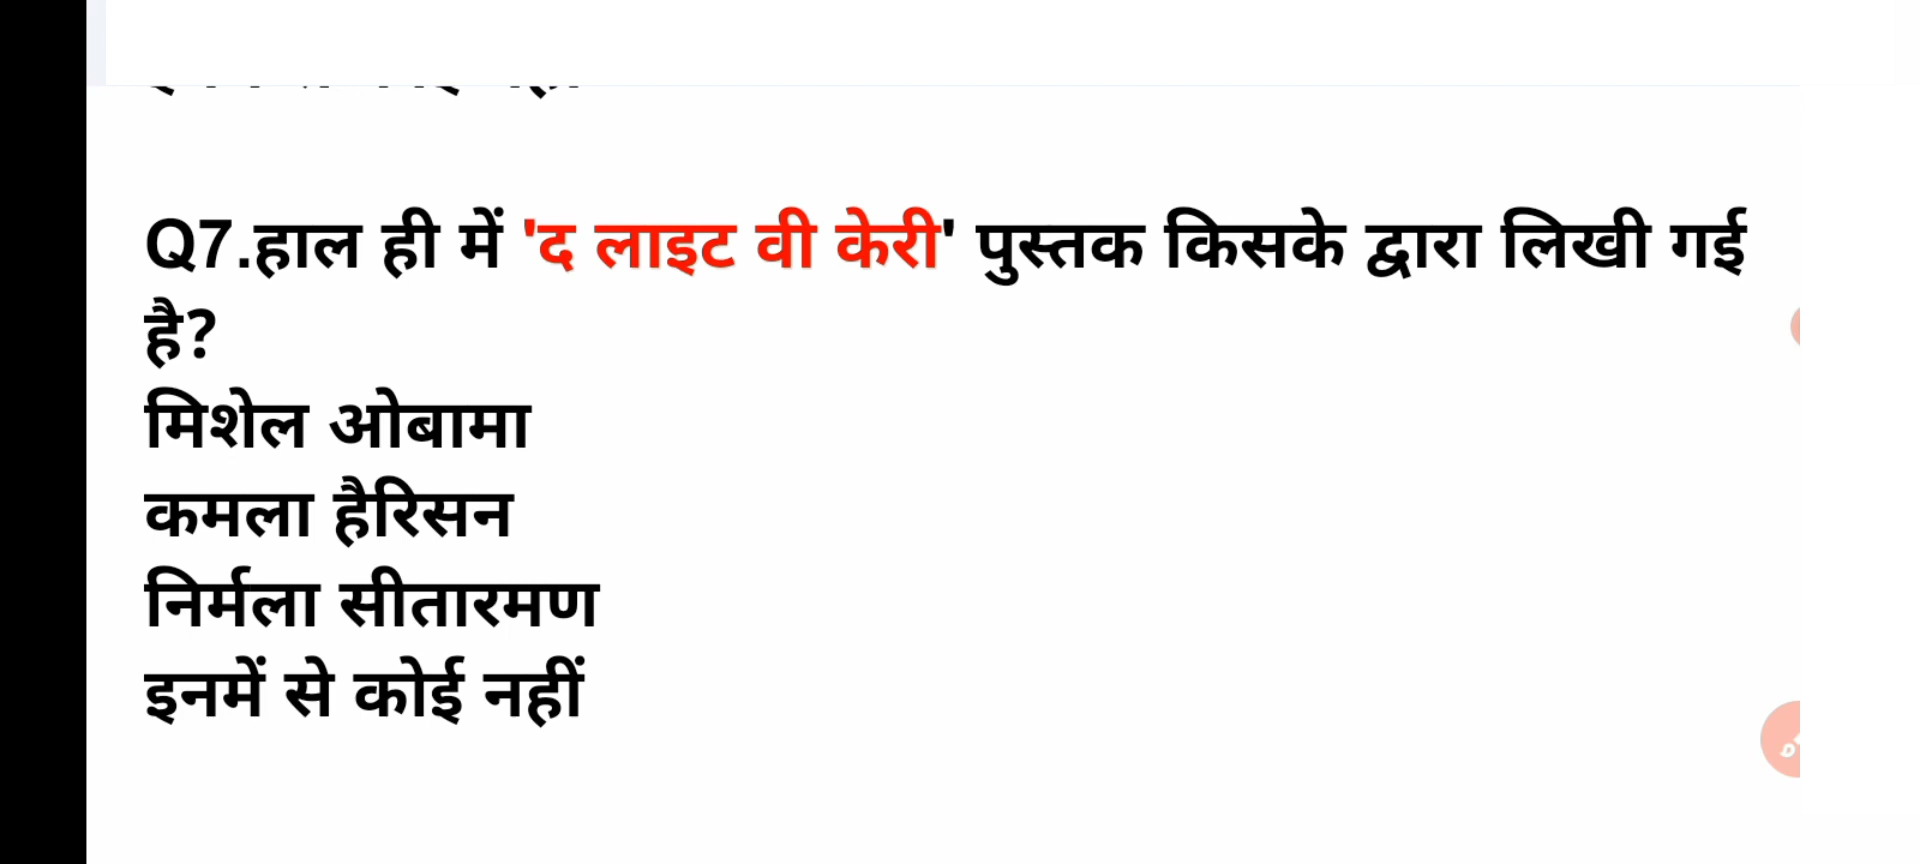 Q7.हाल ही में 'द लाइट वी केरी' पुस्तक किसके द्वारा लिखी गई
है?
मिशेल ओबामा
कमला हैरिसन
निर्मला सीतारमण
इनमें से कोई नहीं